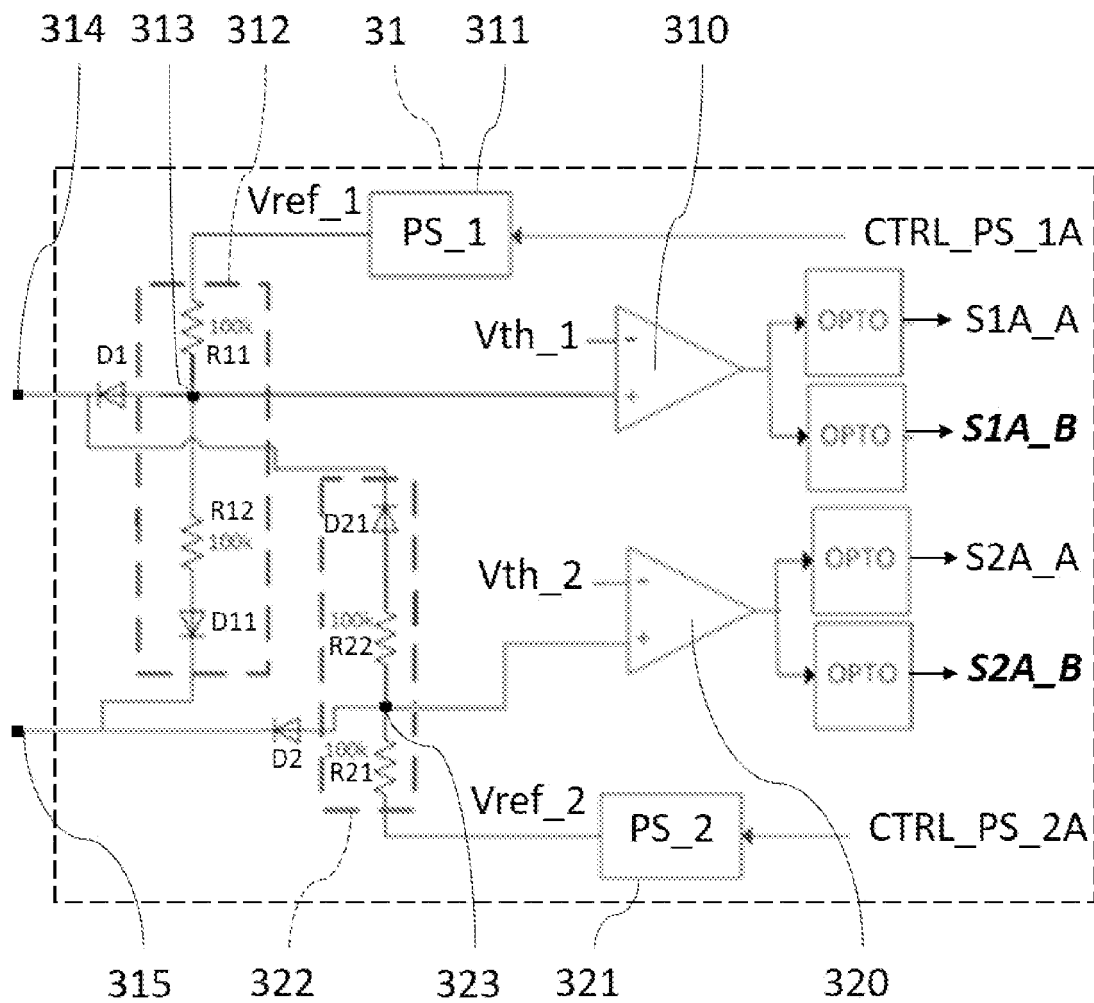 314 313 312 31 311 310
Vref_1
PS_1
CTRL_PS_1A
100k
R11
D1
Vth_1
-
+
OPTO
S1A_A
OPTO
S1A_B
R12
100k
D11
D21
100k
R22
Vth_2
-
+
OPTO
S2A_A
OPTO
S2A_B
D2
100k
R21
Vref_2
PS_2
CTRL_PS_2A
315 322 323 321 320